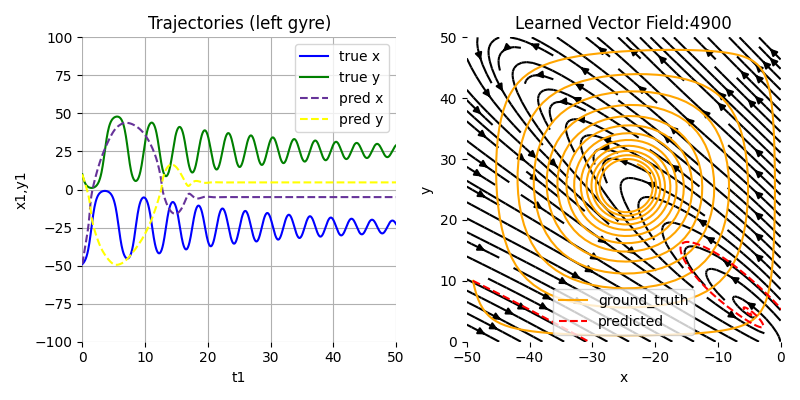 Trajectories (left gyre)
100
75
50
25
0
−25
−50
−75
−100
x1,y1
0 10 20 30 40 50
t1
true x
true y
pred x
pred y
Learned Vector Field:4900
50
40
30
20
10
0
y
−50 −40 −30 −20 −10 0
x
ground_truth
predicted